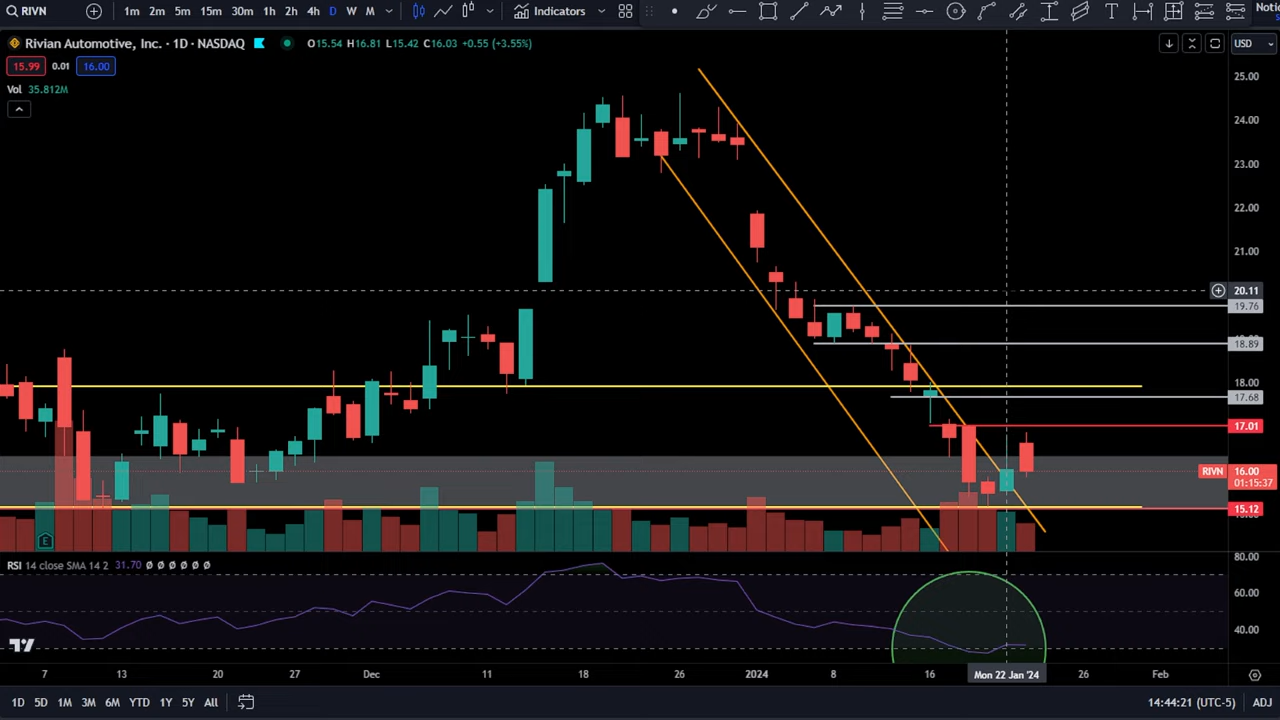 RIVN 1m 2m 5m 15m 30m 1h 2h 4h D W M Indicators Notic
Rivian Automotive, Inc. · 1D · NASDAQ O15.54 H16.81 L15.42 C16.03 +0.55 (+3.55%) USD
15.99 0.01 16.00
Vol 35.812M
25.00
24.00
23.00
22.00
21.00
20.11
19.76
18.89
18.00
17.68
17.01
RIVN 16.00
01:15:37
15.12
E
RSI 14 close SMA 14 2 31.70 Ø Ø Ø Ø Ø Ø
80.00
60.00
40.00
7 13 20 27 Dec 11 18 26 2024 8 16 Mon 22 Jan '24 26 Feb
1D 5D 1M 3M 6M YTD 1Y 5Y All 14:44:21 (UTC-5) ADJ